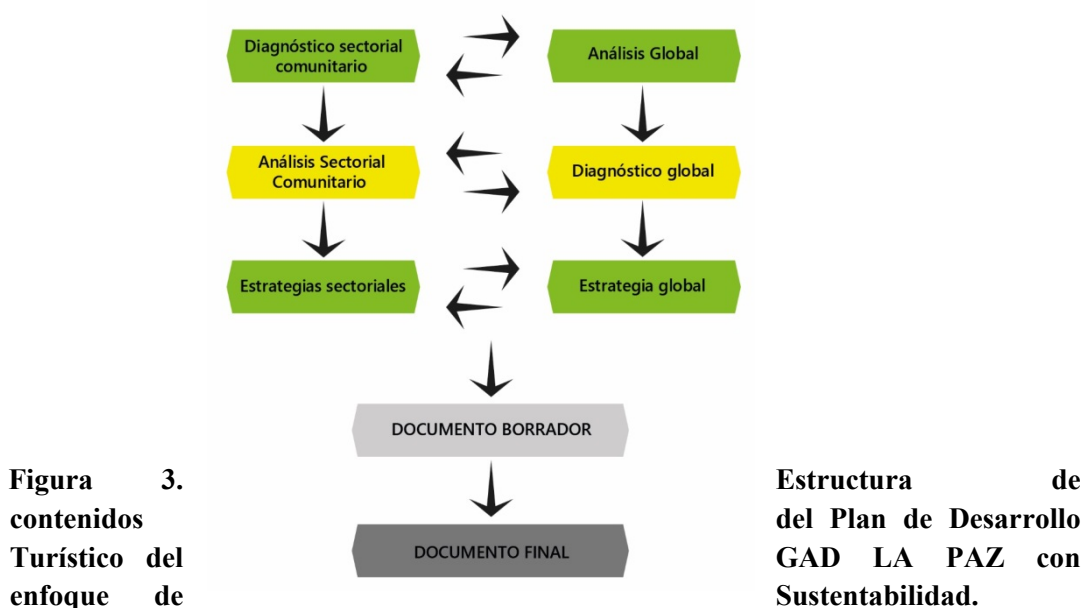 Diagnóstico sectorial
comunitario
Análisis Global
Análisis Sectorial
Comunitario
Diagnóstico global
Estrategias sectoriales
Estrategia global
DOCUMENTO BORRADOR
DOCUMENTO FINAL
Figura 3. Estructura de
contenidos del Plan de Desarrollo
Turístico del GAD LA PAZ con
enfoque de Sustentabilidad.